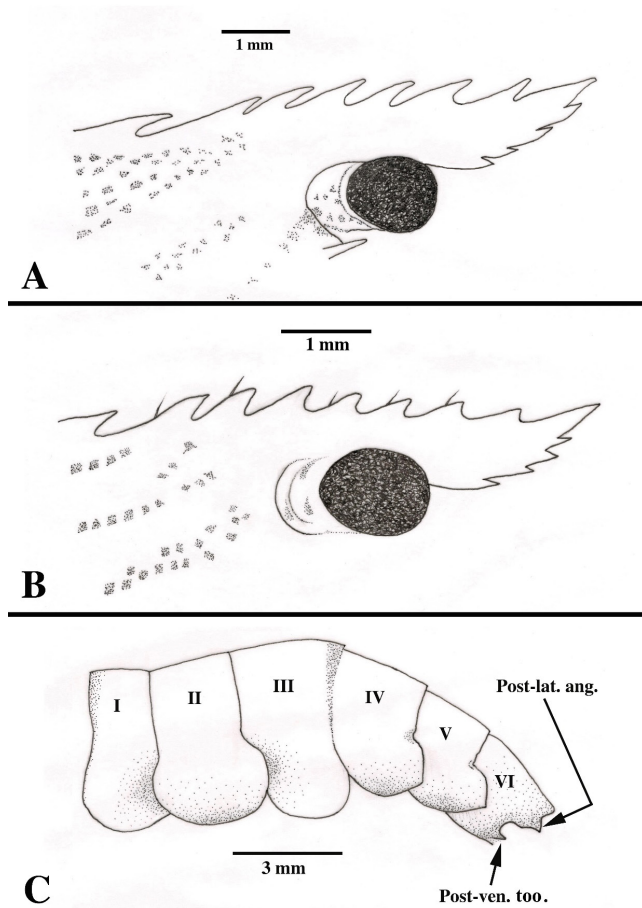 1 mm
A
1 mm
B
I
II
III
IV
V
VI
Post-lat. ang.
3 mm
C
Post-ven. too.